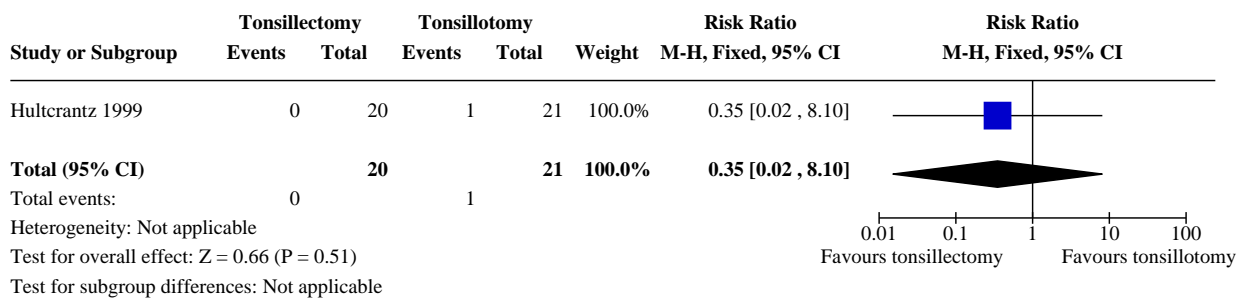 Tonsillectomy Tonsillotomy Risk Ratio Risk Ratio
Study or Subgroup Events Total Events Total Weight M-H, Fixed, 95% CI M-H, Fixed, 95% CI
Hultcrantz 1999 0 20 1 21 100.0% 0.35 [0.02 , 8.10]
Total (95% CI) 20 21 100.0% 0.35 [0.02 , 8.10]
Total events: 0 1
Heterogeneity: Not applicable
0.01 0.1 1 10 100
Test for overall effect: Z = 0.66 (P = 0.51)
Favours tonsillectomy Favours tonsillotomy
Test for subgroup differences: Not applicable